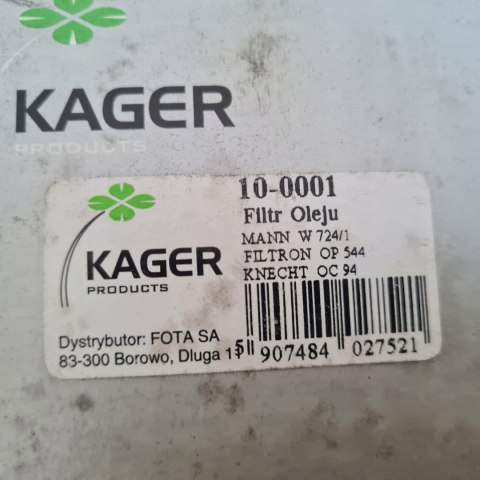 KAGER
PRODUCTS
KAGER
PRODUCTS
10-0001
Filtr Oleju
MANN W 724/1
FILTRON OP 544
KNECHT OC 94
Dystrybutor: FOTA SA
83-300 Borowo, Dluga 1
5 907484 027521